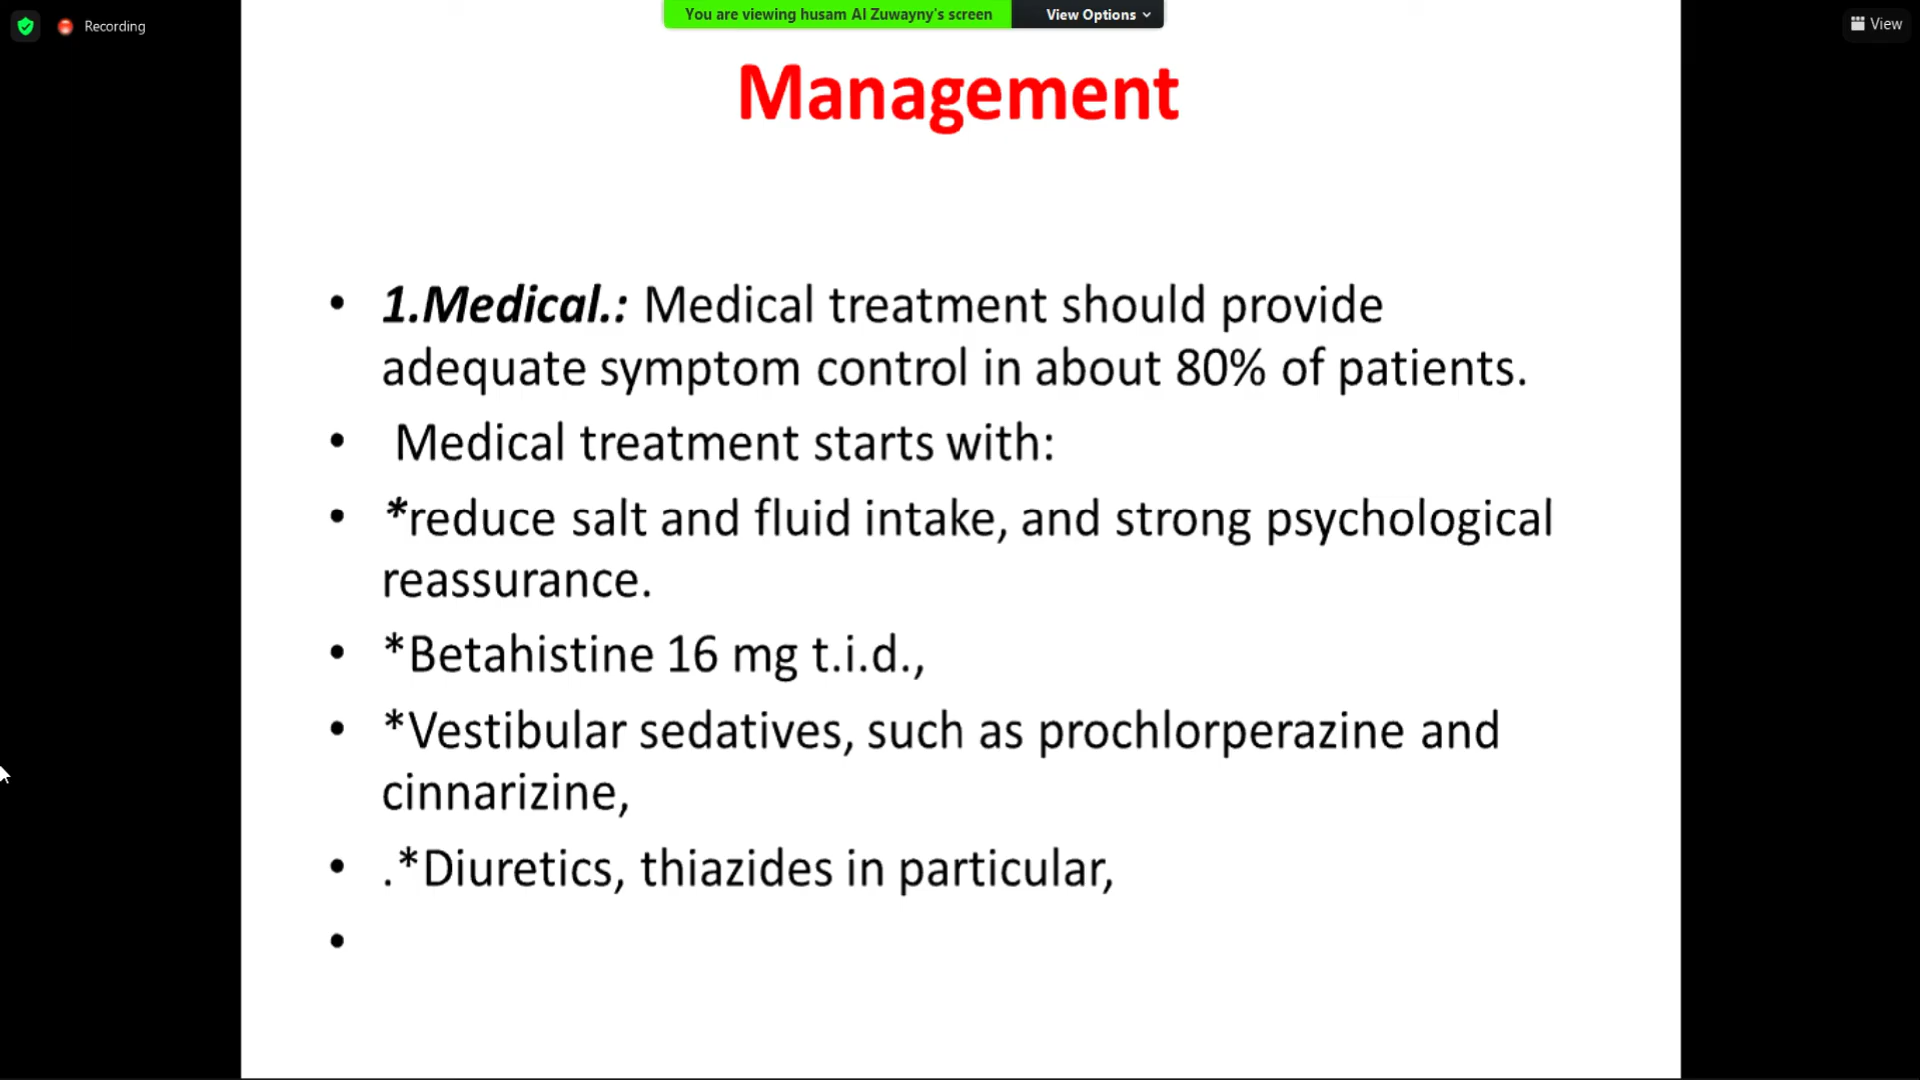 Recording
You are viewing husam Al Zuwayny's screen
View Options
View
Management
• 1.Medical.: Medical treatment should provide
adequate symptom control in about 80% of patients.
• Medical treatment starts with:
• *reduce salt and fluid intake, and strong psychological
reassurance.
• *Betahistine 16 mg t.i.d.,
• *Vestibular sedatives, such as prochlorperazine and
cinnarizine,
• .*Diuretics, thiazides in particular,
•